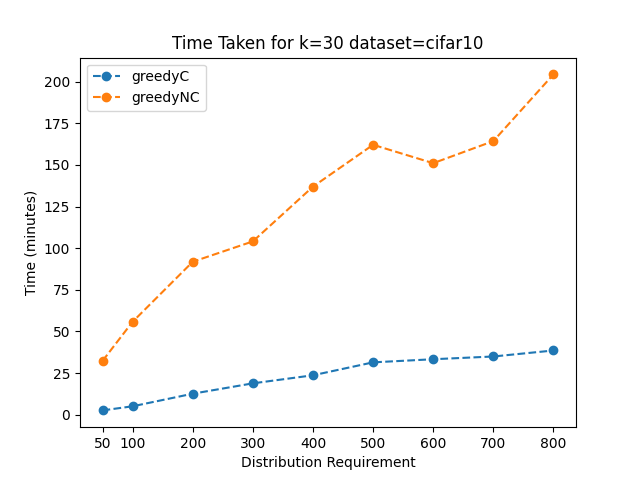 Time Taken for k=30 dataset=cifar10
greedyC
greedyNC
200
175
150
125
100
75
50
25
0
Time (minutes)
50 100 200 300 400 500 600 700 800
Distribution Requirement